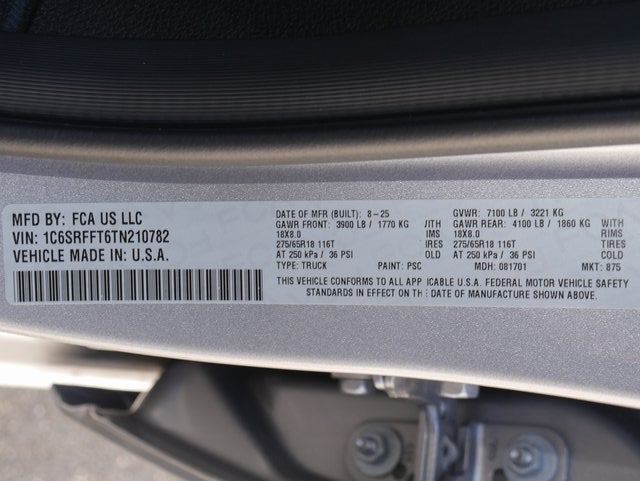 MFD BY: FCA US LLC
VIN: 1C6SRFFT6TN210782
VEHICLE MADE IN: U.S.A.
DATE OF MFR (BUILT): 8-25 GVWR: 7100 LB / 3221 KG
GAWR FRONT: 3900 LB / 1770 KG JITH GAWR REAR: 4100 LB / 1860 KG WITH
18X8.0 IMS 18X8.0 RIMS
275/65R18 116T IRES 275/65R18 116T TIRES
AT 250 kPa / 36 PSI OLD AT 250 kPa / 36 PSI COLD
TYPE: TRUCK PAINT: PSC MDH: 081701 MKT: 875
THIS VEHICLE CONFORMS TO ALL APP ICABLE U.S.A. FEDERAL MOTOR VEHICLE SAFETY
STANDARDS IN EFFECT ON TH E DATE OF MANUFACTURE SHOWN ABOVE.